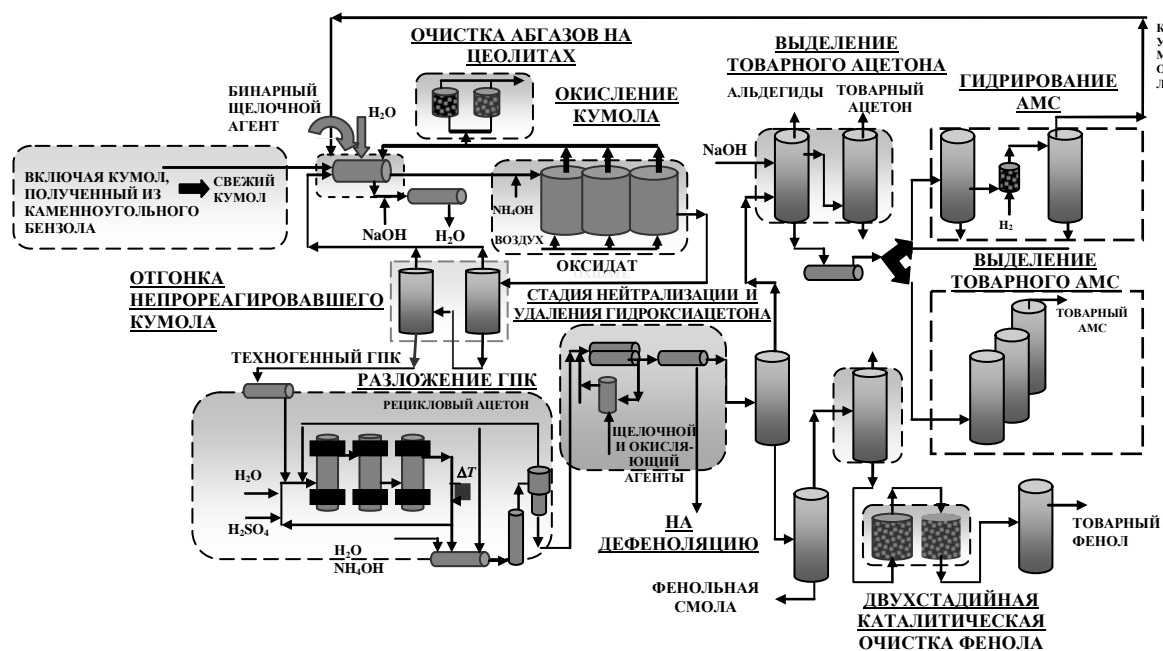 ОЧИСТКА АБГАЗОВ НА
ЦЕОЛИТАХ
ВЫДЕЛЕНИЕ
ТОВАРНОГО АЦЕТОНА
К
У
М
О
Л
БИНАРНЫЙ
ЩЕЛОЧНОЙ
АГЕНТ
H₂O
ОКИСЛЕНИЕ
КУМОЛА
АЛЬДЕГИДЫ
ТОВАРНЫЙ
АЦЕТОН
ГИДРИРОВАНИЕ
АМС
NaOH
ВКЛЮЧАЯ КУМОЛ,
ПОЛУЧЕННЫЙ ИЗ
КАМЕННОУГОЛЬНОГО
БЕНЗОЛА
СВЕЖИЙ
КУМОЛ
NaOH
H₂O
NH₄OH
ВОЗДУХ
ОКСИДАТ
H₂
ОТГОНКА
НЕПРОРЕАГИРОВАВШЕГО
КУМОЛА
СТАДИЯ НЕЙТРАЛИЗАЦИИ И
УДАЛЕНИЯ ГИДРОКСИАЦЕТОНА
ВЫДЕЛЕНИЕ
ТОВАРНОГО АМС
ТОВАРНЫЙ
АМС
ТЕХНОГЕННЫЙ ГПК
РАЗЛОЖЕНИЕ ГПК
РЕЦИКЛОВЫЙ АЦЕТОН
ΔT
H₂O
H₂SO₄
H₂O
NH₄OH
ЩЕЛОЧНОЙ
И ОКИСЛЯ-
ЮЩИЙ
АГЕНТЫ
НА
ДЕФЕНОЛЯЦИЮ
ФЕНОЛЬНАЯ
СМОЛА
ТОВАРНЫЙ
ФЕНОЛ
ДВУХСТАДИЙНАЯ
КАТАЛИТИЧЕСКАЯ
ОЧИСТКА ФЕНОЛА